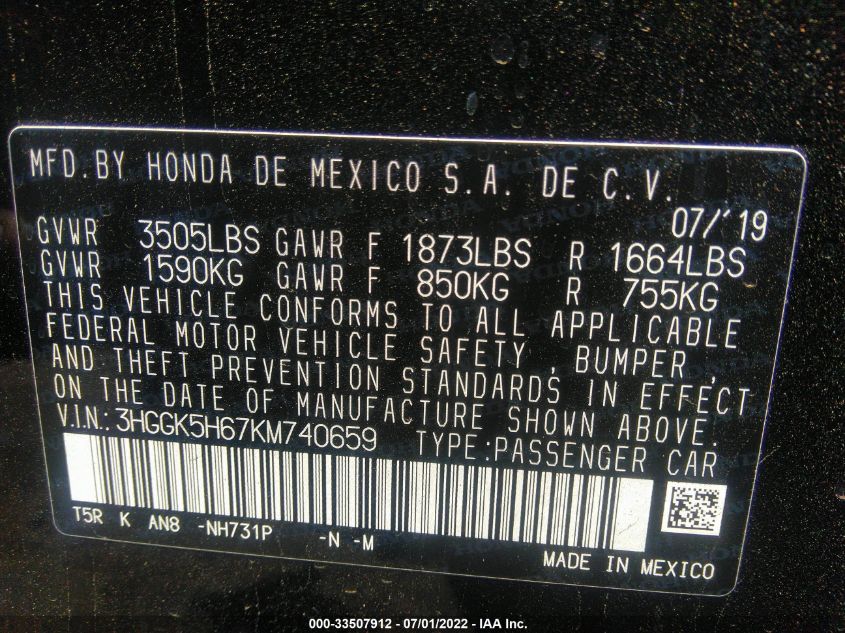 MFD.BY HONDA DE MEXICO S.A. DE C.V.
07/'19
GVWR 3505LBS GAWR F 1873LBS R 1664LBS
GVWR 1590KG GAWR F 850KG R 755KG
THIS VEHICLE CONFORMS TO ALL APPLICABLE
FEDERAL MOTOR VEHICLE SAFETY, BUMPER,
AND THEFT PREVENTION STANDARDS IN EFFECT
ON THE DATE OF MANUFACTURE SHOWN ABOVE.
V.I.N.: 3HGGK5H67KM740659 TYPE:PASSENGER CAR
T5R K AN8 -NH731P -N -M
MADE IN MEXICO
000-33507912 - 07/01/2022 - IAA Inc.